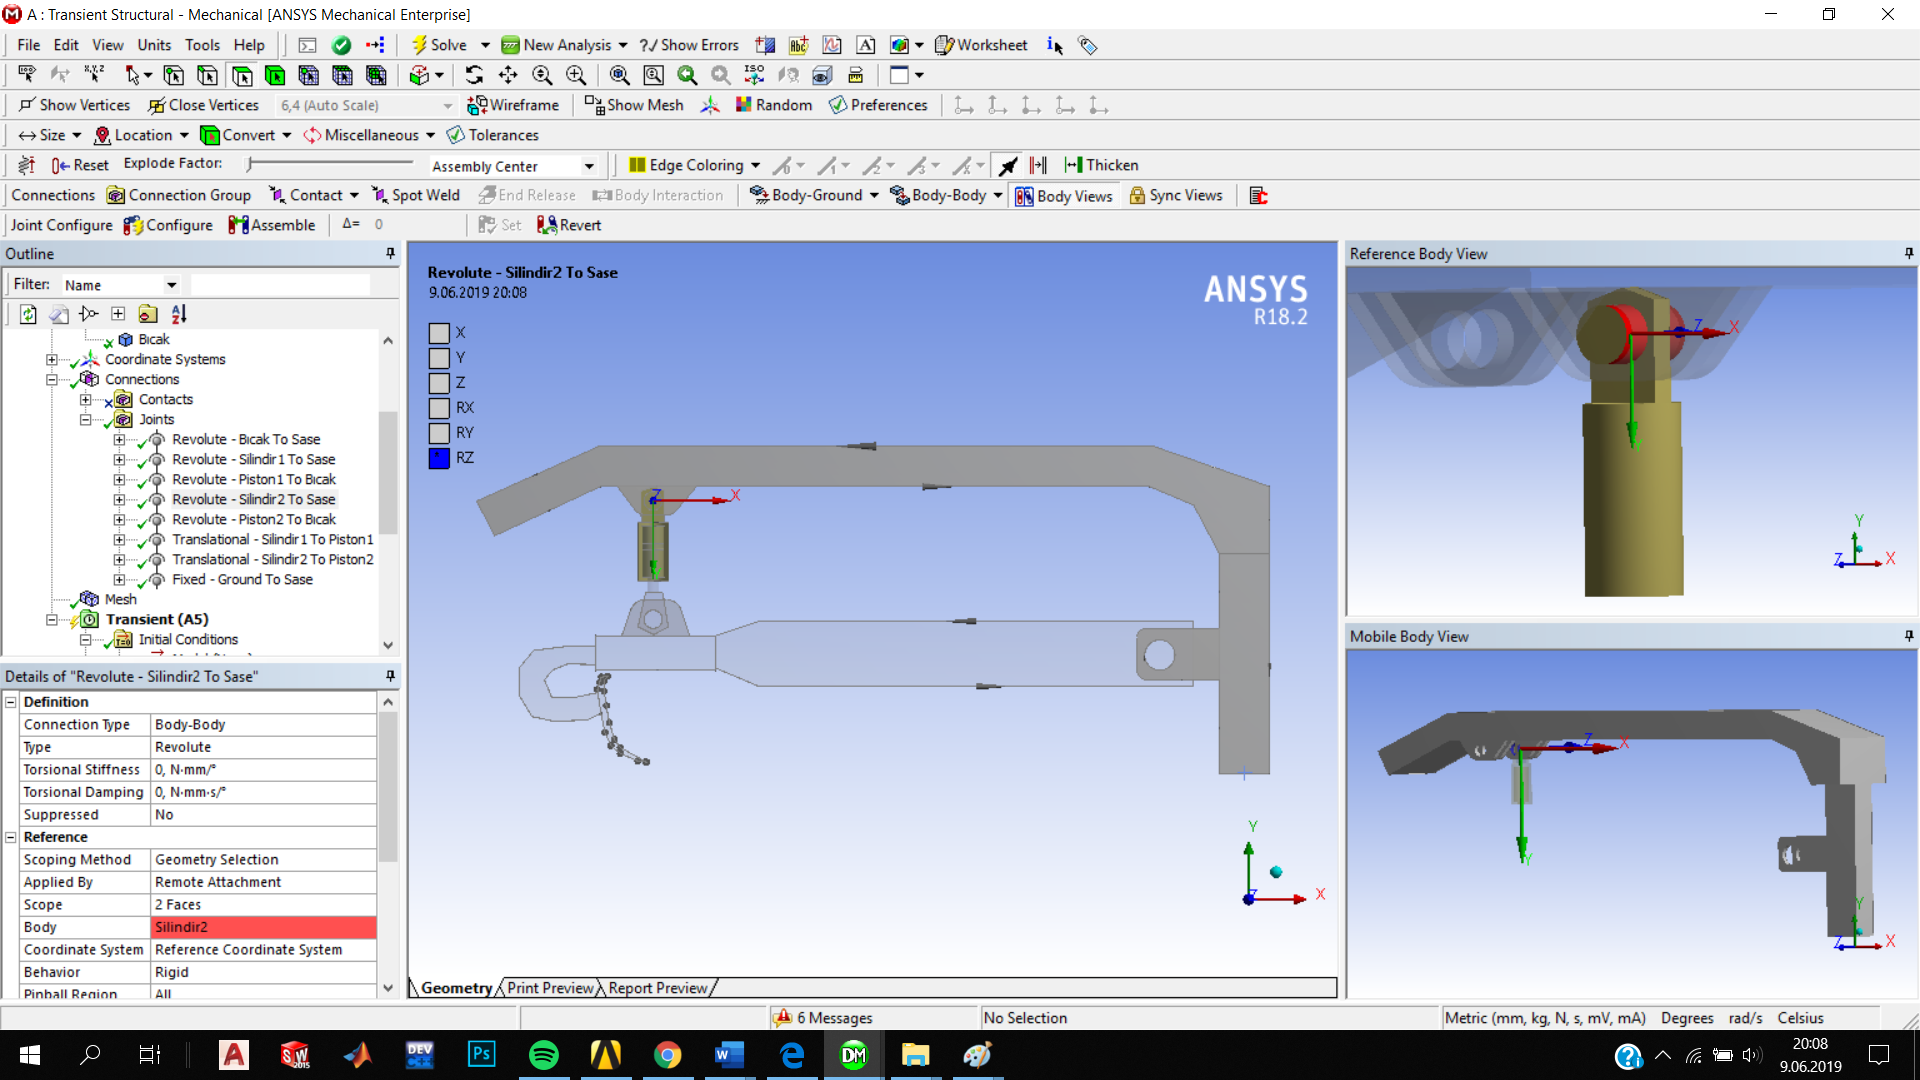 A : Transient Structural - Mechanical [ANSYS Mechanical Enterprise]
File Edit View Units Tools Help Solve New Analysis ?/ Show Errors Worksheet
Show Vertices Close Vertices 6,4 (Auto Scale) Wireframe Show Mesh Random Preferences
Size Location Convert Miscellaneous Tolerances
Reset Explode Factor: Assembly Center Edge Coloring Thicken
Connections Connection Group Contact Spot Weld End Release Body Interaction Body-Ground Body-Body Body Views Sync Views
Joint Configure Configure Assemble Δ= 0 Set Revert
Outline
Filter: Name
Bıcak
Coordinate Systems
Connections
Contacts
Joints
Revolute - Bıcak To Sase
Revolute - Silindir1 To Sase
Revolute - Piston1 To Bıcak
Revolute - Silindir2 To Sase
Revolute - Piston2 To Bıcak
Translational - Silindir1 To Piston1
Translational - Silindir2 To Piston2
Fixed - Ground To Sase
Mesh
Transient (A5)
Initial Conditions
Details of "Revolute - Silindir2 To Sase"
Definition
Connection Type Body-Body
Type Revolute
Torsional Stiffness 0, N·mm/°
Torsional Damping 0, N·mm·s/°
Suppressed No
Reference
Scoping Method Geometry Selection
Applied By Remote Attachment
Scope 2 Faces
Body Silindir2
Coordinate System Reference Coordinate System
Behavior Rigid
Pinball Region All
Revolute - Silindir2 To Sase
9.06.2019 20:08
X
Y
Z
RX
RY
RZ
ANSYS
R18.2
Z X
Y
Y
Z X
Geometry Print Preview Report Preview
Reference Body View
Z X
Y
Y
Z X
Mobile Body View
Z X
Y
Y
Z X
6 Messages No Selection Metric (mm, kg, N, s, mV, mA) Degrees rad/s Celsius
A SW 2015 DEV Ps W DM
20:08
9.06.2019